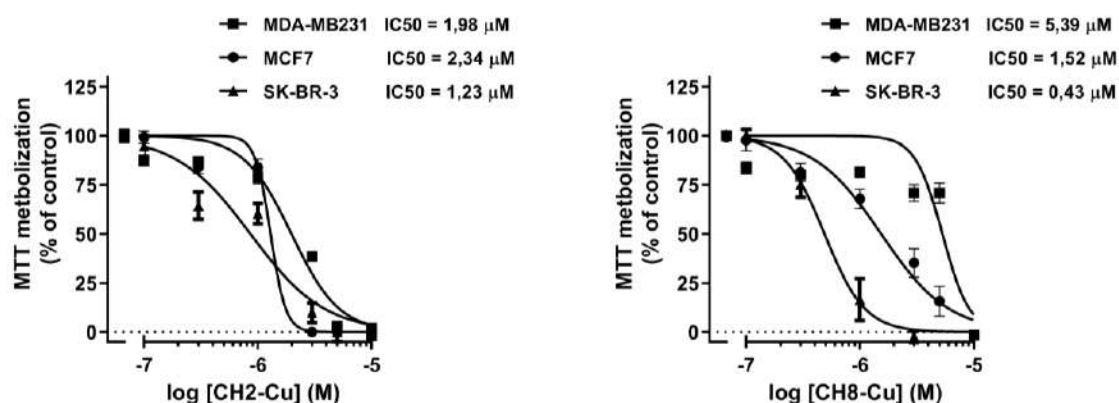 MDA-MB231 IC50 = 1,98 µM
MCF7 IC50 = 2,34 µM
SK-BR-3 IC50 = 1,23 µM
125
100
75
50
25
0
MTT metbolization
(% of control)
-7 -6 -5
log [CH2-Cu] (M)
MDA-MB231 IC50 = 5,39 µM
MCF7 IC50 = 1,52 µM
SK-BR-3 IC50 = 0,43 µM
125
100
75
50
25
0
MTT metbolization
(% of control)
-7 -6 -5
log [CH8-Cu] (M)